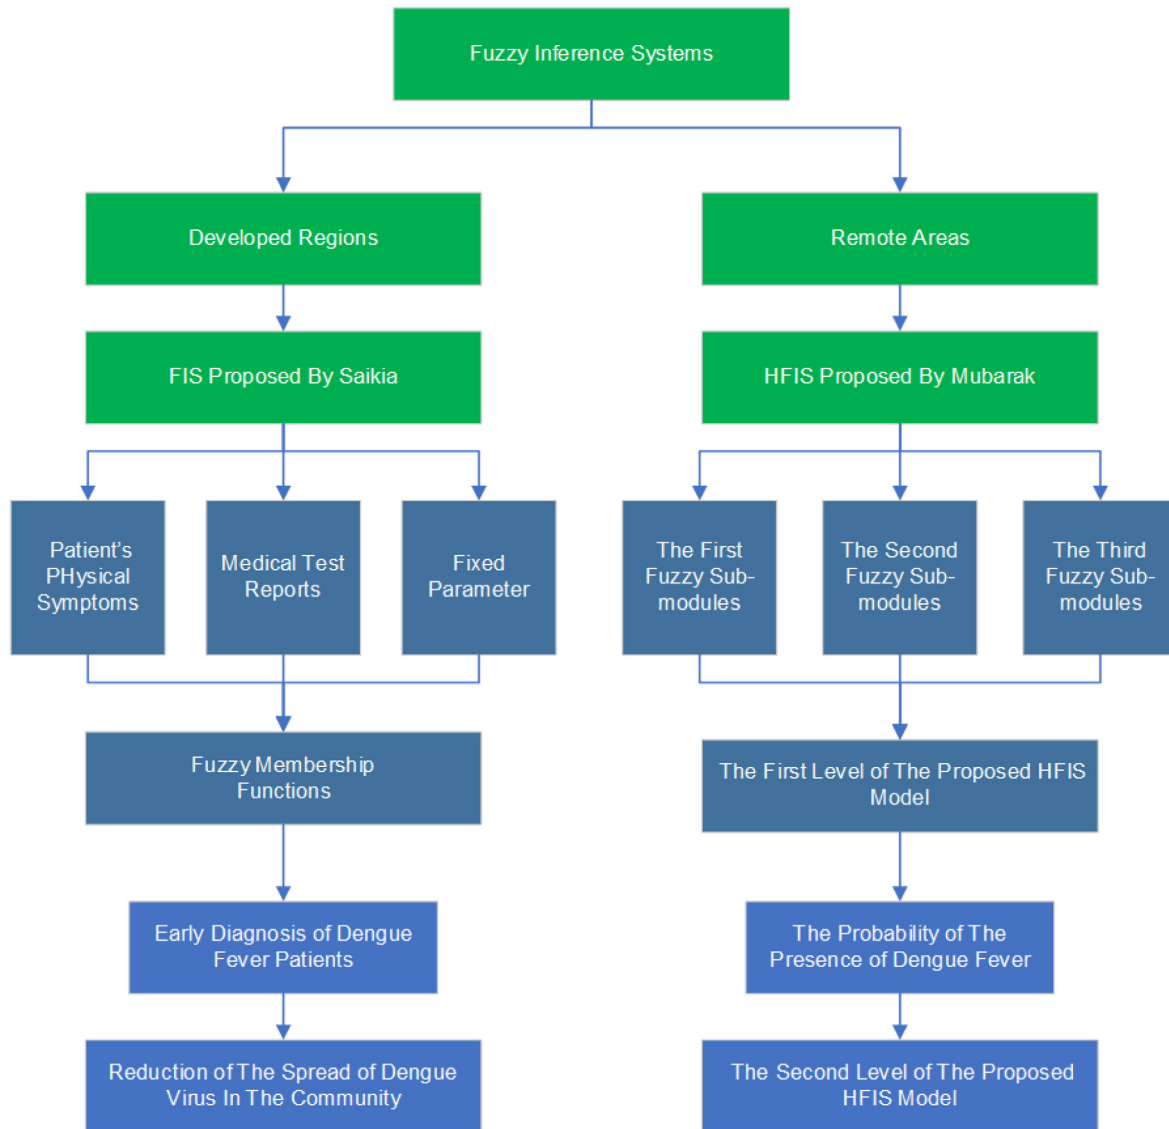 Fuzzy Inference Systems
Developed Regions
Remote Areas
FIS Proposed By Saikia
HFIS Proposed By Mubarak
Patient's
PHysical
Symptoms
Medical Test
Reports
Fixed
Parameter
The First
Fuzzy Sub-
modules
The Second
Fuzzy Sub-
modules
The Third
Fuzzy Sub-
modules
Fuzzy Membership
Functions
The First Level of The Proposed HFIS
Model
Early Diagnosis of Dengue
Fever Patients
The Probability of The
Presence of Dengue Fever
Reduction of The Spread of Dengue
Virus In The Community
The Second Level of The Proposed
HFIS Model